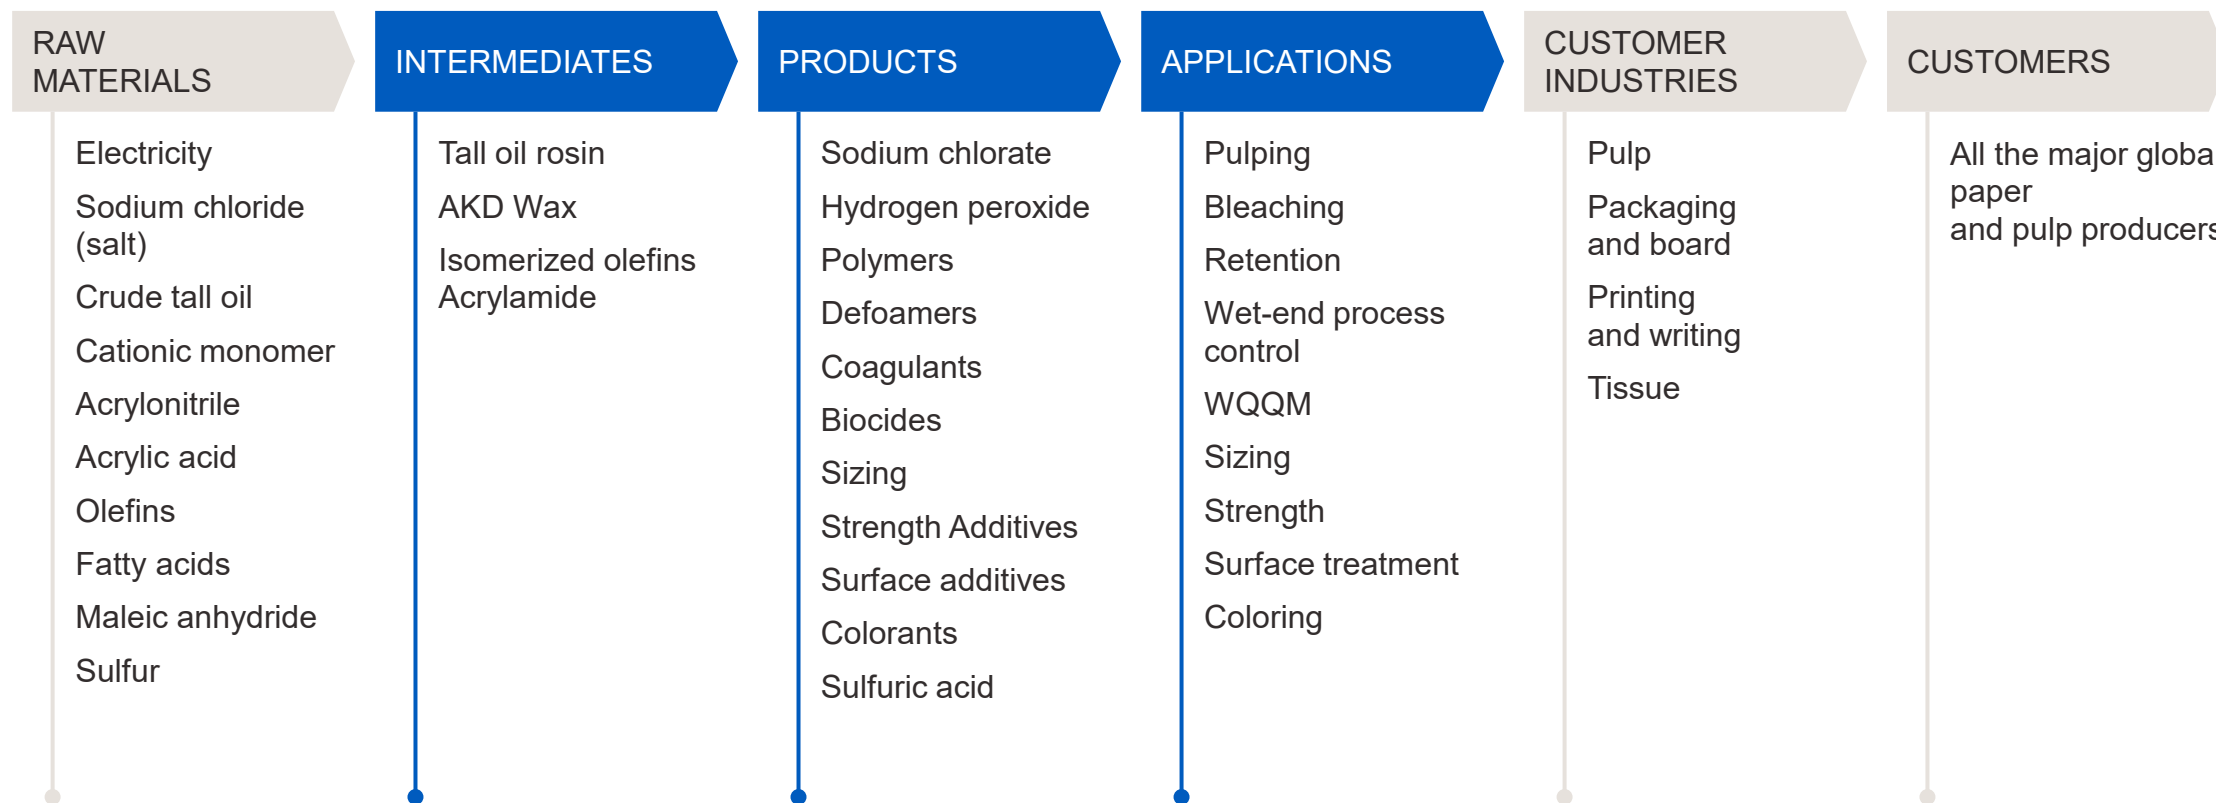 RAW
MATERIALS
Electricity
Sodium chloride
(salt)
Crude tall oil
Cationic monomer
Acrylonitrile
Acrylic acid
Olefins
Fatty acids
Maleic anhydride
Sulfur
INTERMEDIATES
Tall oil rosin
AKD Wax
Isomerized olefins
Acrylamide
PRODUCTS
Sodium chlorate
Hydrogen peroxide
Polymers
Defoamers
Coagulants
Biocides
Sizing
Strength Additives
Surface additives
Colorants
Sulfuric acid
APPLICATIONS
Pulping
Bleaching
Retention
Wet-end process
control
WQQM
Sizing
Strength
Surface treatment
Coloring
CUSTOMER
INDUSTRIES
Pulp
Packaging
and board
Printing
and writing
Tissue
CUSTOMERS
All the major globa
paper
and pulp producers